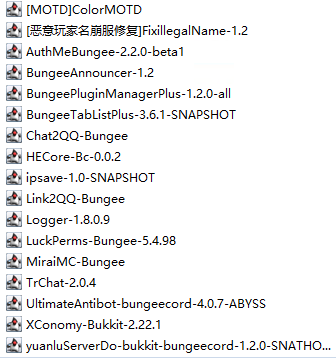 [MOTD]ColorMOTD
[恶意玩家名崩服修复]FixillegalName-1.2
AuthMeBungee-2.2.0-beta1
BungeeAnnouncer-1.2
BungeePluginManagerPlus-1.2.0-all
BungeeTabListPlus-3.6.1-SNAPSHOT
Chat2QQ-Bungee
HECore-Bc-0.0.2
ipsave-1.0-SNAPSHOT
Link2QQ-Bungee
Logger-1.8.0.9
LuckPerms-Bungee-5.4.98
MiraiMC-Bungee
TrChat-2.0.4
UltimateAntibot-bungeecord-4.0.7-ABYSS
XConomy-Bukkit-2.22.1
yuanluServerDo-bukkit-bungeecord-1.2.0-SNATHO...